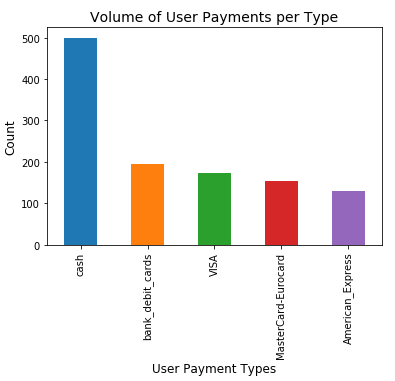 Volume of User Payments per Type
Count
500
400
300
200
100
0
cash
bank_debit_cards
VISA
MasterCard-Eurocard
American_Express
User Payment Types